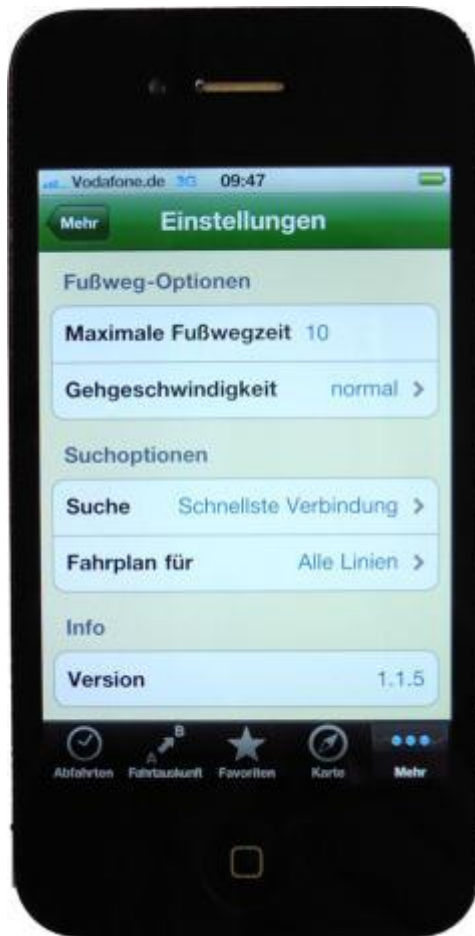 Vodafone.de 3G 09:47
Mehr Einstellungen
Fußweg-Optionen
Maximale Fußwegzeit 10
Gehgeschwindigkeit normal
Suchoptionen
Suche Schnellste Verbindung
Fahrplan für Alle Linien
Info
Version 1.1.5
A B
Abfahrten Fahrtauskunft Favoriten Karte Mehr